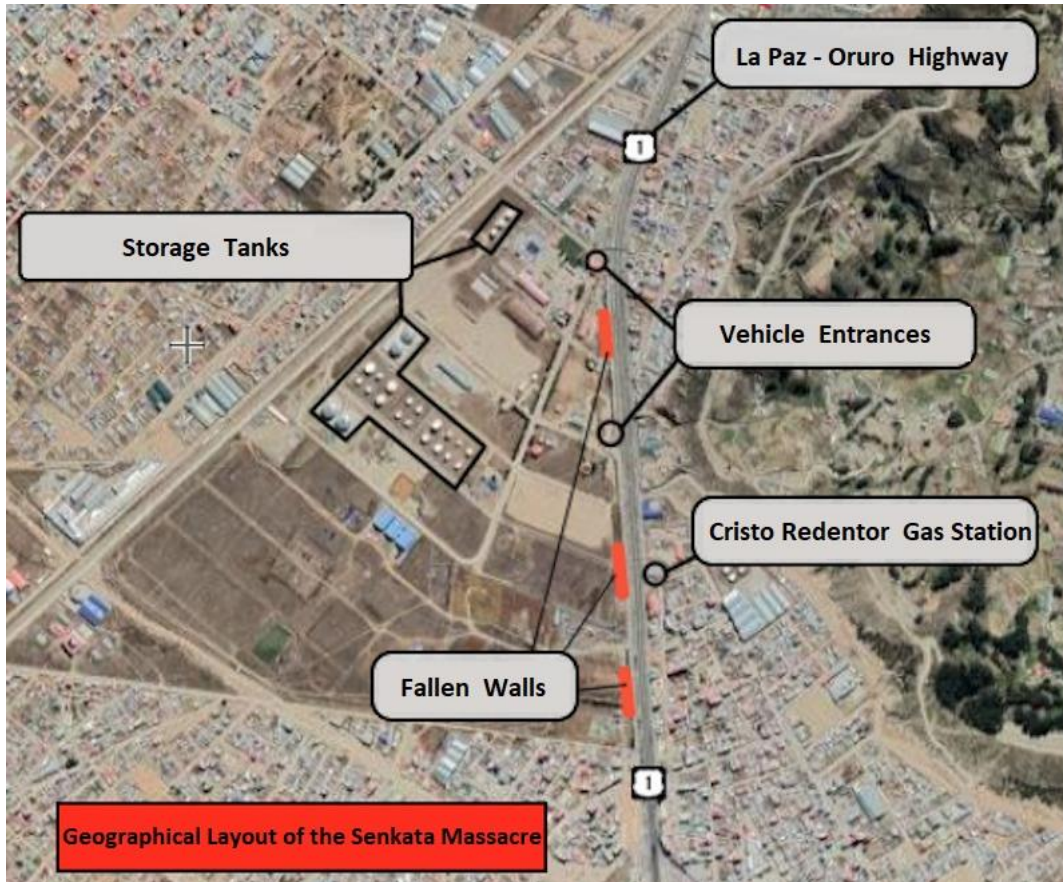 La Paz - Oruro Highway
1
Storage Tanks
Vehicle Entrances
Cristo Redentor Gas Station
Fallen Walls
1
Geographical Layout of the Senkata Massacre